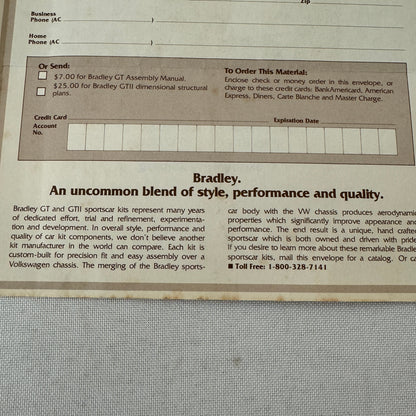 Zip
Business
Phone (AC )
Home
Phone (AC )
Or Send:
$7.00 for Bradley GT Assembly Manual.
$25.00 for Bradley GTII dimensional structural
plans.
To Order This Material:
Enclose check or money order in this envelope, or
charge to these credit cards: BankAmericard, American
Express, Diners, Carte Blanche and Master Charge.
Credit Card Expiration Date
Account
No.
Bradley.
An uncommon blend of style, performance and quality.
Bradley GT and GTII sportscar kits represent many years
of dedicated effort, trial and refinement, experimenta-
tion and development. In overall style, performance and
quality of car kit components, we don't believe another
kit manufacturer in the world can compare. Each kit is
custom-built for precision fit and easy assembly over a
Volkswagen chassis. The merging of the Bradley sports-
car body with the VW chassis produces aerodynamic
properties which significantly improve appearance and
performance. The end result is a unique, hand crafted
sportscar which is both owned and driven with pride.
If you desire to learn more about these remarkable Bradley
sportscar kits, mail this envelope for a catalog. Or ca
■ Toll Free: 1-800-328-7141